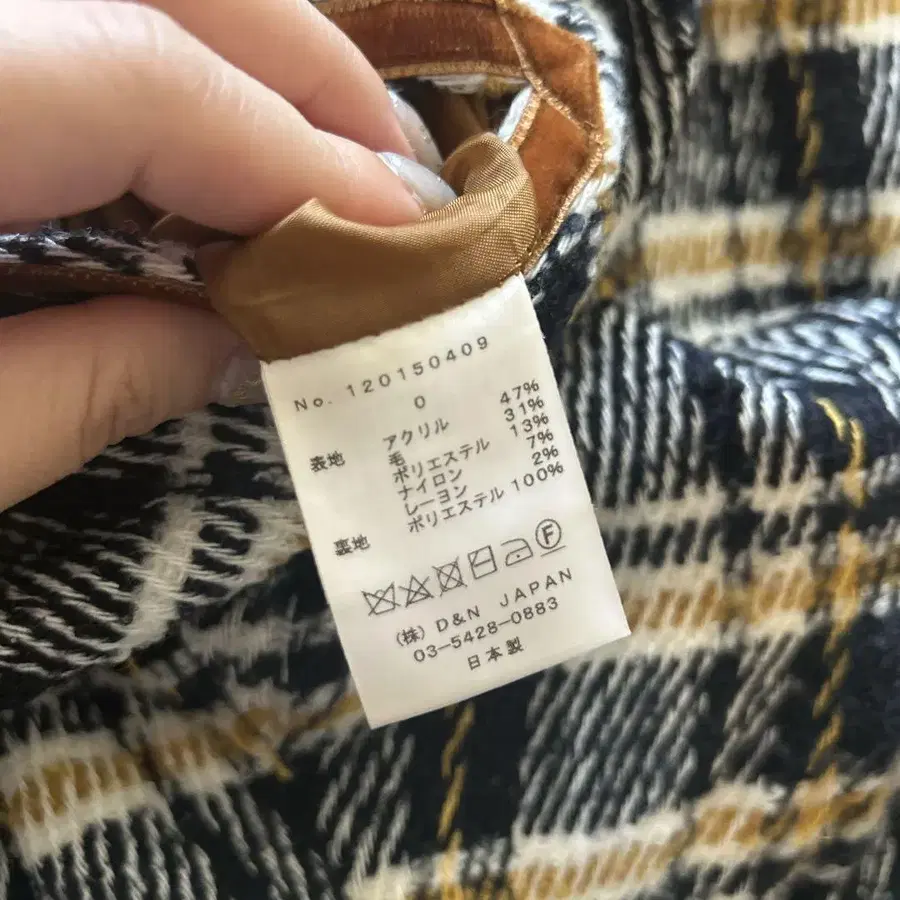 No. 120150409
0
表地 アクリル 47%
毛 31%
ポリエステル 13%
ナイロン 7%
レーヨン 2%
裏地 ポリエステル 100%
F
(株) D&N JAPAN
03-5428-0883
日本製